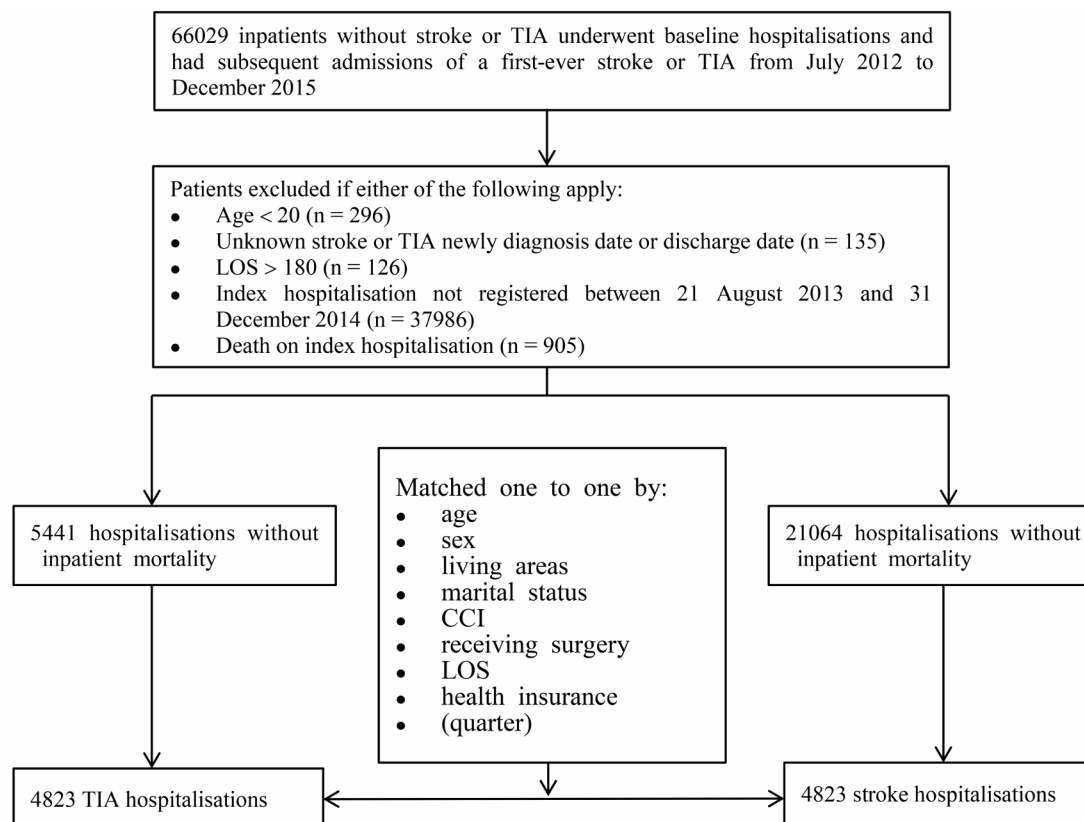 66029 inpatients without stroke or TIA underwent baseline hospitalisations and
had subsequent admissions of a first-ever stroke or TIA from July 2012 to
December 2015
Patients excluded if either of the following apply:
● Age < 20 (n = 296)
● Unknown stroke or TIA newly diagnosis date or discharge date (n = 135)
● LOS > 180 (n = 126)
● Index hospitalisation not registered between 21 August 2013 and 31
December 2014 (n = 37986)
● Death on index hospitalisation (n = 905)
5441 hospitalisations without
inpatient mortality
Matched one to one by:
● age
● sex
● living areas
● marital status
● CCI
● receiving surgery
● LOS
● health insurance
● (quarter)
21064 hospitalisations without
inpatient mortality
4823 TIA hospitalisations
4823 stroke hospitalisations